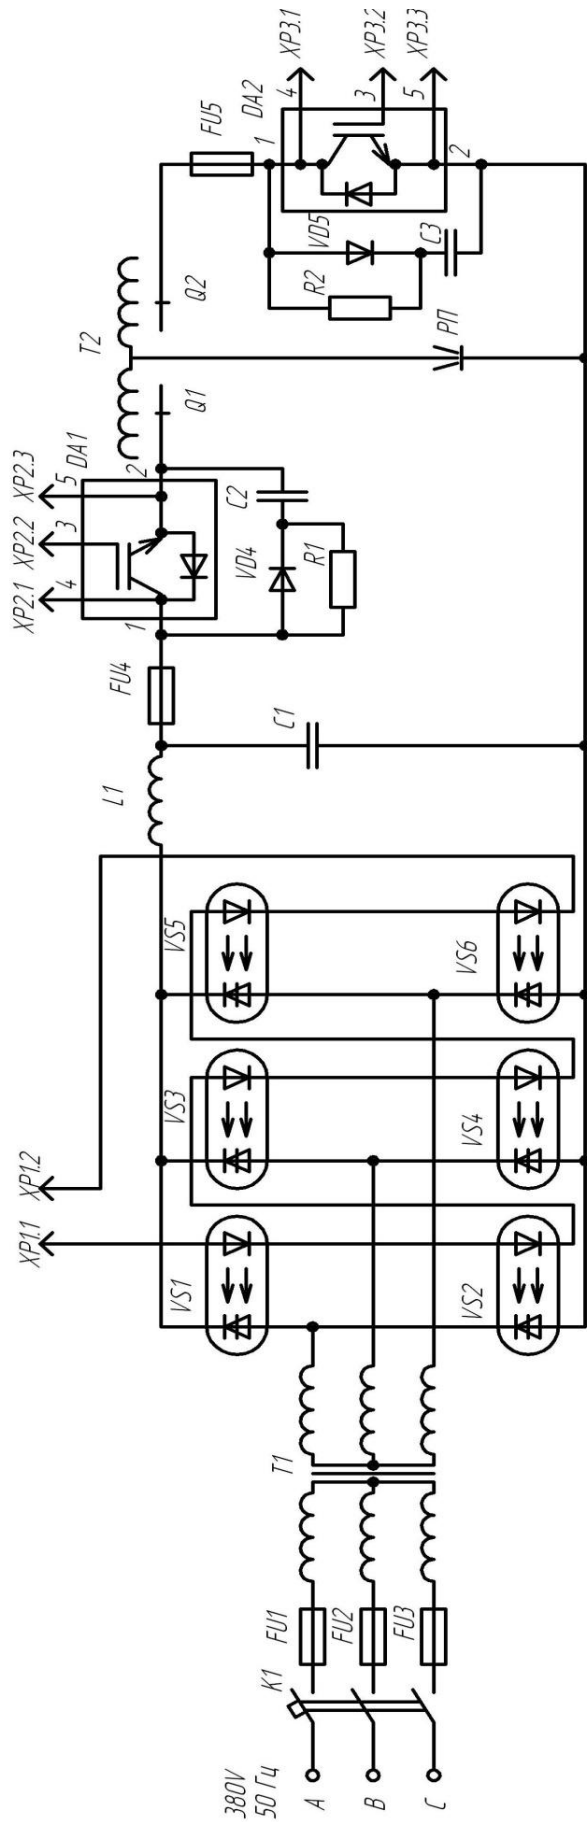 380V
50 Гц
A
B
C
K1
FU1
FU2
FU3
T1
VS1
VS2
VS3
VS4
VS5
VS6
XP1.1
XP1.2
L1
C1
FU4
XP2.1
XP2.2
XP2.3
4
3
5
1
2
DA1
VD4
R1
C2
Q1
T2
Q2
РП
FU5
DA2
1
2
4
3
5
XP3.1
XP3.2
XP3.3
VD5
R2
C3